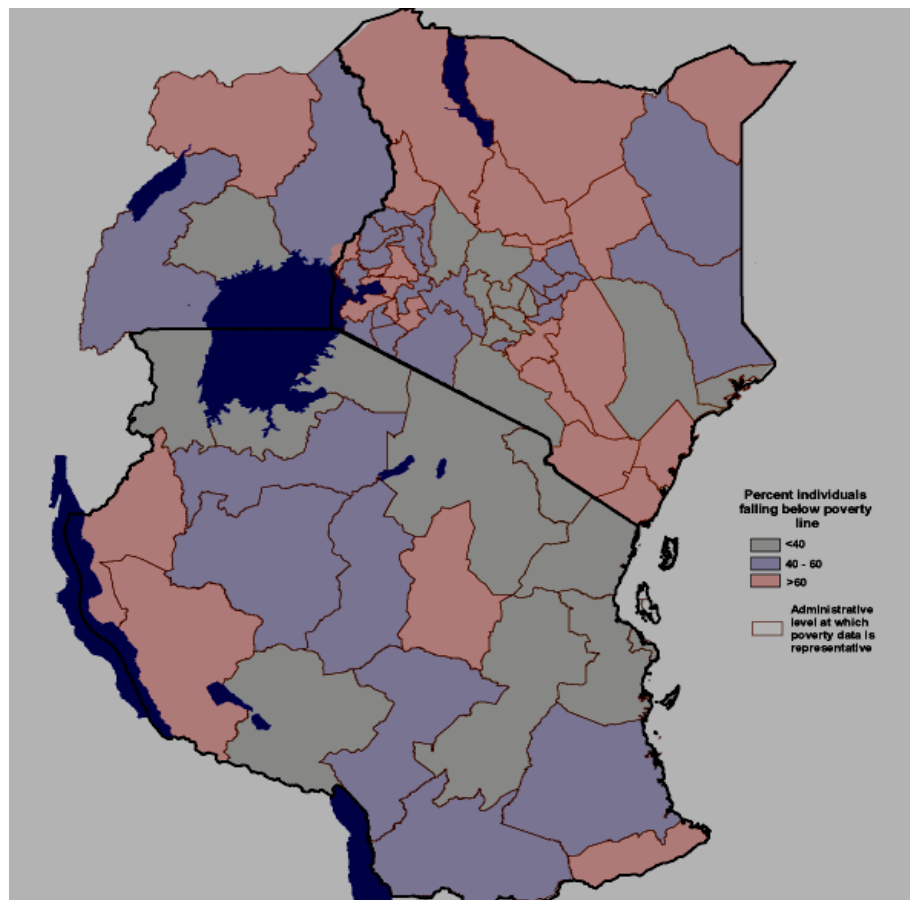 Percent individuals
falling below poverty
line
<40
40 - 60
>60
Administrative
level at which
poverty data is
representative